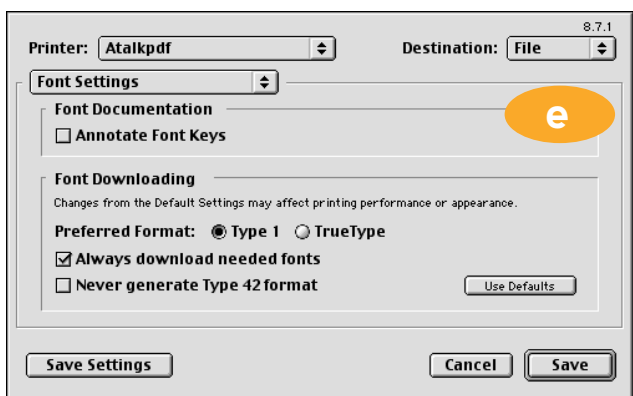 8.7.1
Printer: Atalkpdf Destination: File
Font Settings
Font Documentation
e
Annotate Font Keys
Font Downloading
Changes from the Default Settings may affect printing performance or appearance.
Preferred Format: Type 1 TrueType
Always download needed fonts
Never generate Type 42 format Use Defaults
Save Settings Cancel Save